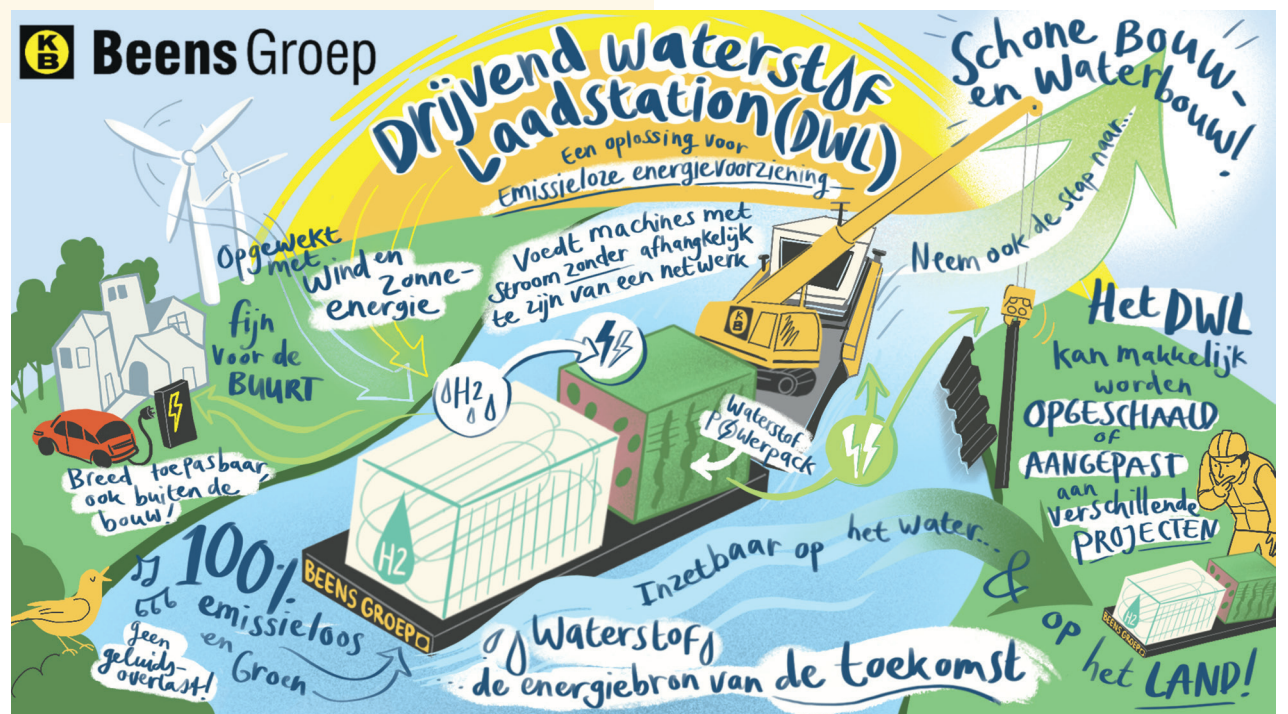 KB
Beens Groep
Drijvend waterstof
Laadstation (DWL)
Een oplossing voor
Emissieloze energievoorziening
Schone Bouw-
en Waterbouw!
Neem ook de stap naar...
Opgewekt
met
Wind en
Zonne-
energie
fijn
voor de
BUURT
Breed toepasbaar
ook buiten de
bouw!
Voedt machines met
stroom zonder afhankelijk
te zijn van een netwerk
KB
H2
Waterstof
Powerpack
H2
BEENS GROEP
100%
emissieloos
en
Groen
geen
geluids-
overlast!
Inzetbaar op het water...
& op
het LAND!
Waterstof
de energiebron van de toekomst
Het DWL
kan makkelijk
worden
OPGESCHAALD
of
AANGEPAST
aan
verschillende
PROJECTEN
H2
BEENS GROEP